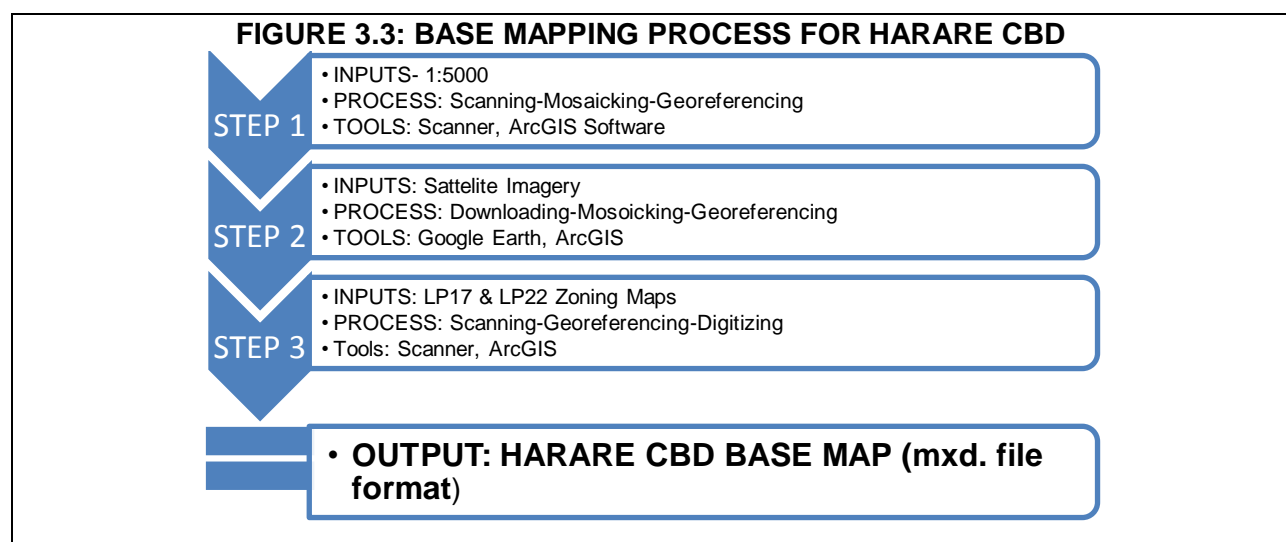 FIGURE 3.3: BASE MAPPING PROCESS FOR HARARE CBD
STEP 1
• INPUTS- 1:5000
• PROCESS: Scanning-Mosaicking-Georeferencing
• TOOLS: Scanner, ArcGIS Software
STEP 2
• INPUTS: Sattelite Imagery
• PROCESS: Downloading-Mosoicking-Georeferencing
• TOOLS: Google Earth, ArcGIS
STEP 3
• INPUTS: LP17 & LP22 Zoning Maps
• PROCESS: Scanning-Georeferencing-Digitizing
• Tools: Scanner, ArcGIS
• OUTPUT: HARARE CBD BASE MAP (mxd. file
format)